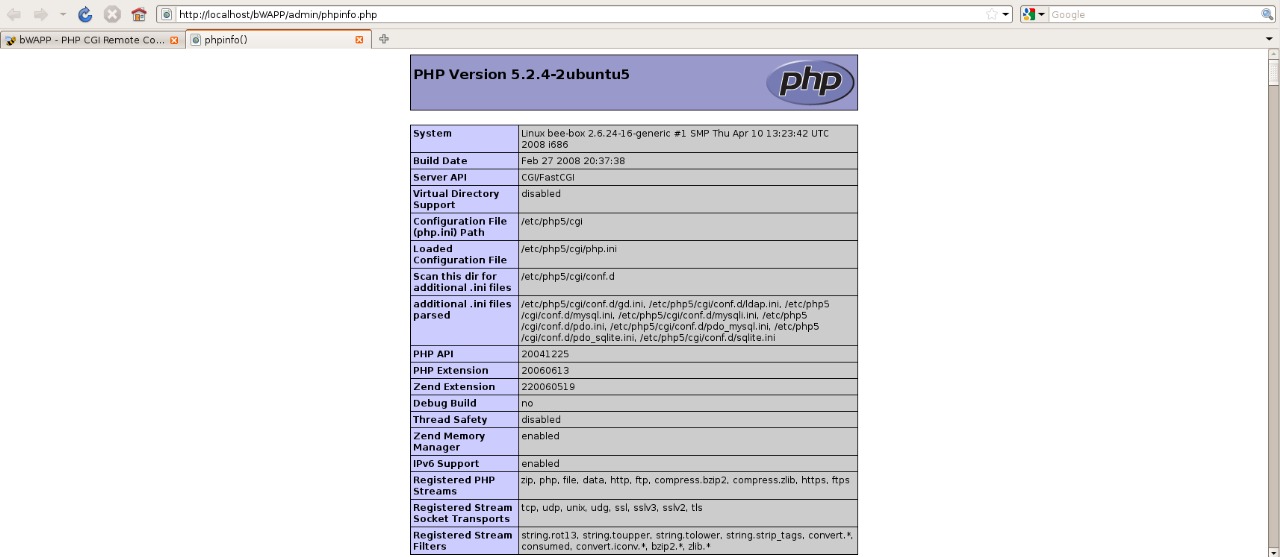 http://localhost/bWAPP/admin/phpinfo.php
Google
bWAPP - PHP CGI Remote Co...
phpinfo()
PHP Version 5.2.4-2ubuntu5
php
System
Linux bee-box 2.6.24-16-generic #1 SMP Thu Apr 10 13:23:42 UTC
2008 i686
Build Date
Feb 27 2008 20:37:38
Server API
CGI/FastCGI
Virtual Directory
Support
disabled
Configuration File
(php.ini) Path
/etc/php5/cgi
Loaded
Configuration File
/etc/php5/cgi/php.ini
Scan this dir for
additional .ini files
/etc/php5/cgi/conf.d
additional .ini files
parsed
/etc/php5/cgi/conf.d/gd.ini, /etc/php5/cgi/conf.d/ldap.ini, /etc/php5
/cgi/conf.d/mysql.ini, /etc/php5/cgi/conf.d/mysqli.ini, /etc/php5
/cgi/conf.d/pdo.ini, /etc/php5/cgi/conf.d/pdo_mysql.ini, /etc/php5
/cgi/conf.d/pdo_sqlite.ini, /etc/php5/cgi/conf.d/sqlite.ini
PHP API
20041225
PHP Extension
20060613
Zend Extension
220060519
Debug Build
no
Thread Safety
disabled
Zend Memory
Manager
enabled
IPv6 Support
enabled
Registered PHP
Streams
zip, php, file, data, http, ftp, compress.bzip2, compress.zlib, https, ftps
Registered Stream
Socket Transports
tcp, udp, unix, udg, ssl, sslv3, sslv2, tls
Registered Stream
Filters
string.rot13, string.toupper, string.tolower, string.strip_tags, convert.*,
consumed, convert.iconv.*, bzip2.*, zlib.*